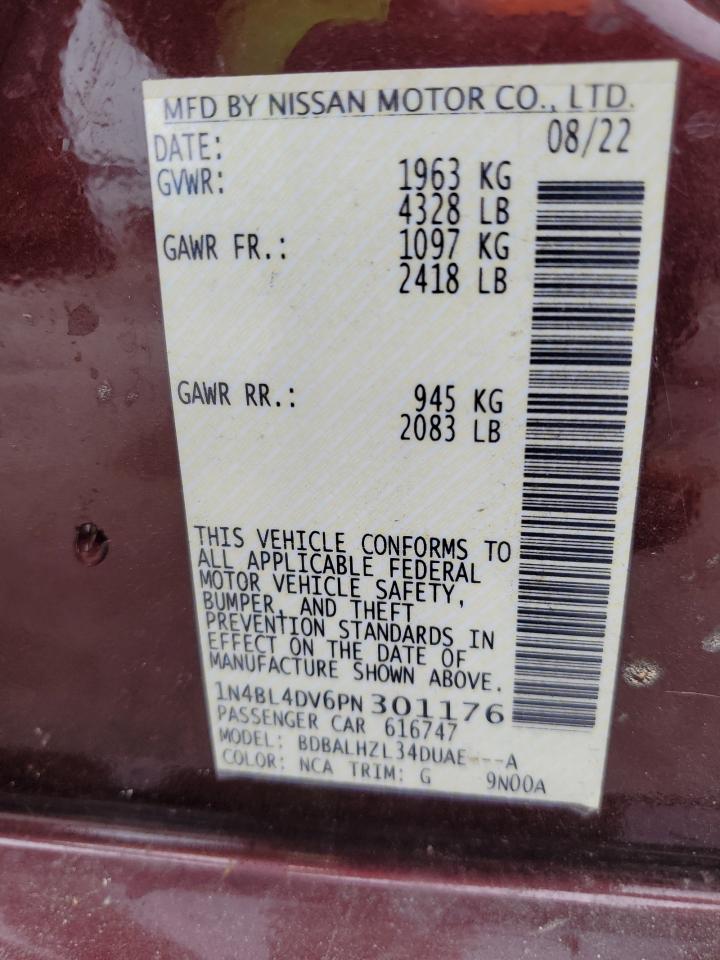 MFD BY NISSAN MOTOR CO., LTD.
DATE: 08/22
GVWR: 1963 KG
4328 LB
GAWR FR.: 1097 KG
2418 LB
GAWR RR.: 945 KG
2083 LB
THIS VEHICLE CONFORMS TO
ALL APPLICABLE FEDERAL
MOTOR VEHICLE SAFETY,
BUMPER, AND THEFT
PREVENTION STANDARDS IN
EFFECT ON THE DATE OF
MANUFACTURE SHOWN ABOVE.
1N4BL4DV6PN 301176
PASSENGER CAR 616747
MODEL: BDBALHZL34DUAE---A
COLOR: NCA TRIM: G 9N00A